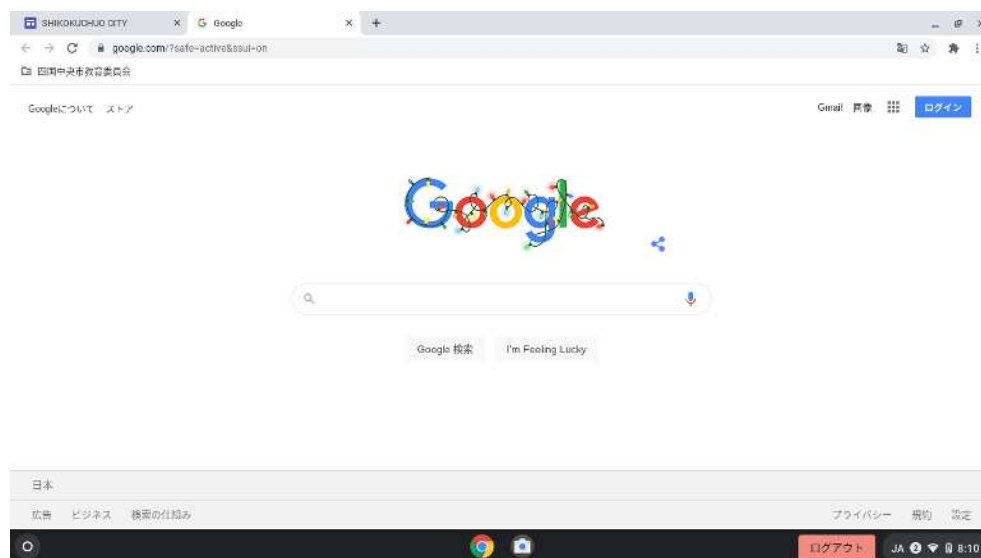 SHIKOKUCHUO CITY × G Google × +
google.com/?safe=active&ssui=on
四国中央市教育委員会
Googleについて ストア Gmail 画像 ログイン
Google
Google 検索 I'm Feeling Lucky
日本
広告 ビジネス 検索の仕組み プライバシー 規約 設定
ログアウト JA 2 8:10